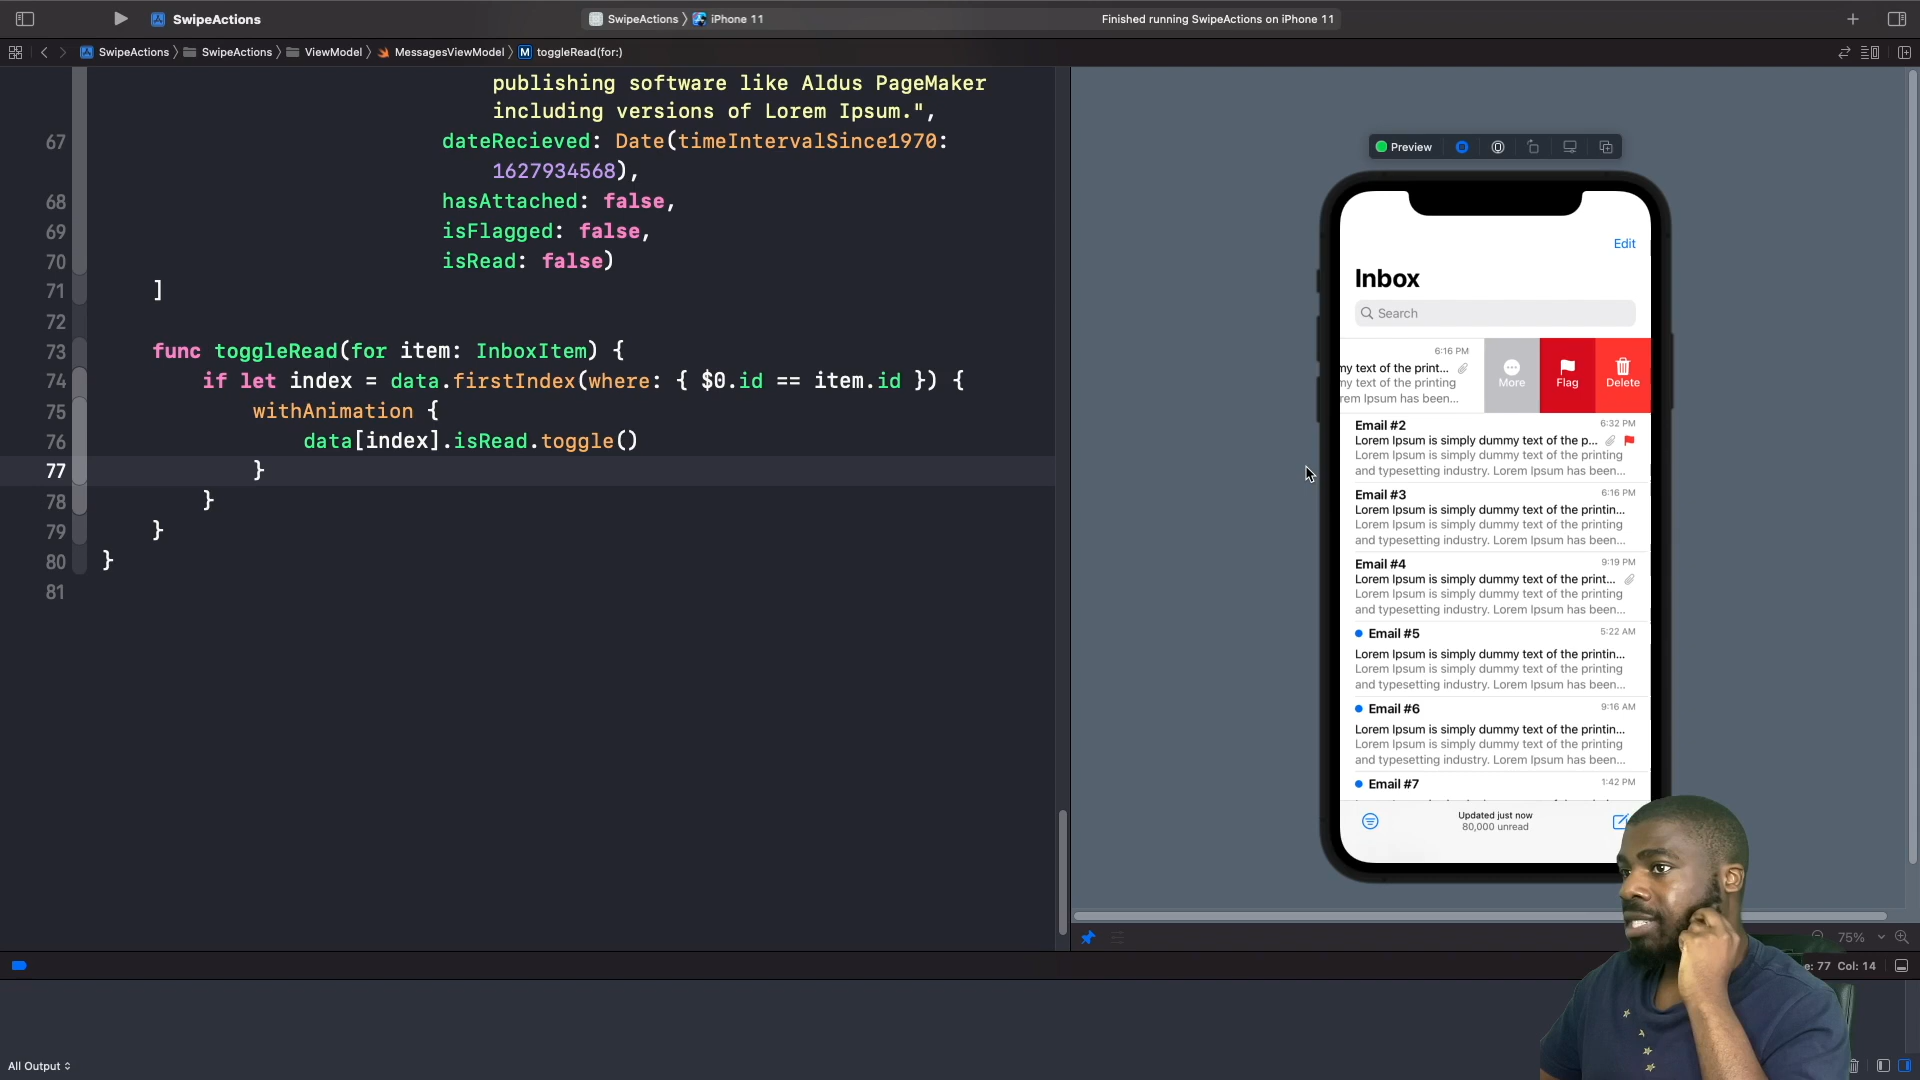 SwipeActions
SwipeActions
iPhone 11
Finished running SwipeActions on iPhone 11
SwipeActions
SwipeActions
ViewModel
MessagesViewModel
M
toggleRead(for:)
publishing software like Aldus PageMaker
including versions of Lorem Ipsum.",
67 dateRecieved: Date(timeIntervalSince1970:
1627934568),
68 hasAttached: false,
69 isFlagged: false,
70 isRead: false)
71 ]
72
73 func toggleRead(for item: InboxItem) {
74 if let index = data.firstIndex(where: { $0.id == item.id }) {
75 withAnimation {
76 data[index].isRead.toggle()
77 }
78 }
79 }
80 }
81
Preview
Edit
Inbox
Search
6:16 PM
my text of the print...
my text of the printing
rem Ipsum has been...
More
Flag
Delete
Email #2 6:32 PM
Lorem Ipsum is simply dummy text of the p...
Lorem Ipsum is simply dummy text of the printing
and typesetting industry. Lorem Ipsum has been...
Email #3 6:16 PM
Lorem Ipsum is simply dummy text of the printin...
Lorem Ipsum is simply dummy text of the printing
and typesetting industry. Lorem Ipsum has been...
Email #4 9:19 PM
Lorem Ipsum is simply dummy text of the print...
Lorem Ipsum is simply dummy text of the printing
and typesetting industry. Lorem Ipsum has been...
Email #5 5:22 AM
Lorem Ipsum is simply dummy text of the printin...
Lorem Ipsum is simply dummy text of the printing
and typesetting industry. Lorem Ipsum has been...
Email #6 9:16 AM
Lorem Ipsum is simply dummy text of the printin...
Lorem Ipsum is simply dummy text of the printing
and typesetting industry. Lorem Ipsum has been...
Email #7 1:42 PM
Updated just now
80,000 unread
75%
e: 77 Col: 14
All Output